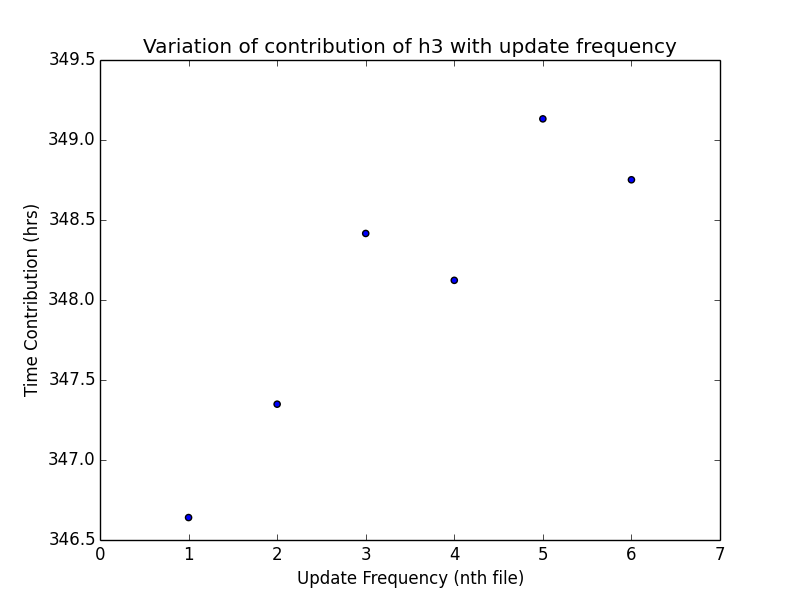 Variation of contribution of h3 with update frequency
349.5
349.0
348.5
348.0
347.5
347.0
346.5
Time Contribution (hrs)
0 1 2 3 4 5 6 7
Update Frequency (nth file)